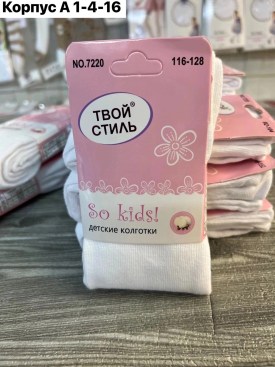 Корпус А 1-4-16
NO.7220 116-128
ТВОЙ®
СТИЛЬ
So kids!
детские колготки